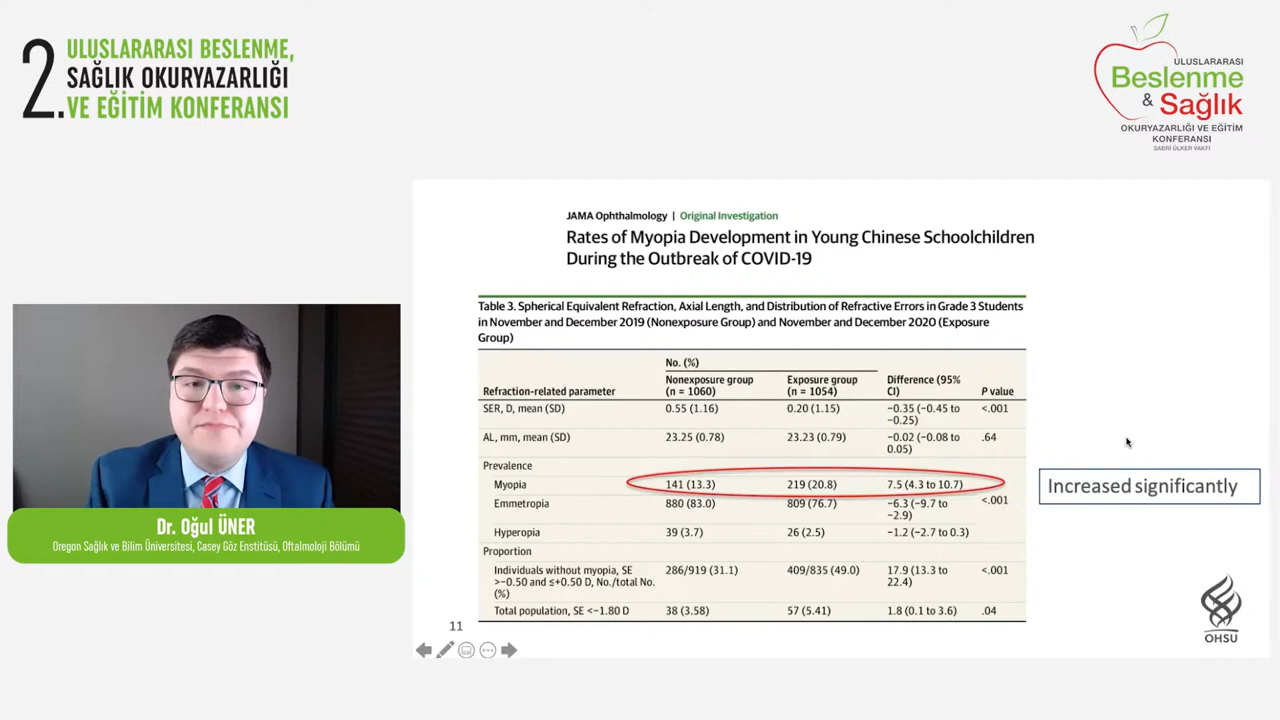 2.
ULUSLARARASI BESLENME,
SAĞLIK OKURYAZARLIĞI
VE EĞİTİM KONFERANSI
ULUSLARARASI
Beslenme
& Sağlık
OKURYAZARLIĞI VE EĞİTİM
KONFERANSI
SABRİ ÜLKER VAKFI
JAMA Ophthalmology | Original Investigation
Rates of Myopia Development in Young Chinese Schoolchildren
During the Outbreak of COVID-19
Table 3. Spherical Equivalent Refraction, Axial Length, and Distribution of Refractive Errors in Grade 3 Students
in November and December 2019 (Nonexposure Group) and November and December 2020 (Exposure
Group)
No. (%)
Refraction-related parameter Nonexposure group (n = 1060) Exposure group (n = 1054) Difference (95% CI) P value
SER, D, mean (SD) 0.55 (1.16) 0.20 (1.15) −0.35 (−0.45 to −0.25) <.001
AL, mm, mean (SD) 23.25 (0.78) 23.23 (0.79) −0.02 (−0.08 to 0.05) .64
Prevalence
Myopia 141 (13.3) 219 (20.8) 7.5 (4.3 to 10.7)
Emmetropia 880 (83.0) 809 (76.7) −6.3 (−9.7 to −2.9) <.001
Hyperopia 39 (3.7) 26 (2.5) −1.2 (−2.7 to 0.3)
Proportion
Individuals without myopia, SE >−0.50 and ≤+0.50 D, No./total No. (%) 286/919 (31.1) 409/835 (49.0) 17.9 (13.3 to 22.4) <.001
Total population, SE <−1.80 D 38 (3.58) 57 (5.41) 1.8 (0.1 to 3.6) .04
Increased significantly
11
OHSU
Dr. Oğul ÜNER
Oregon Sağlık ve Bilim Üniversitesi, Casey Göz Enstitüsü, Oftalmoloji Bölümü